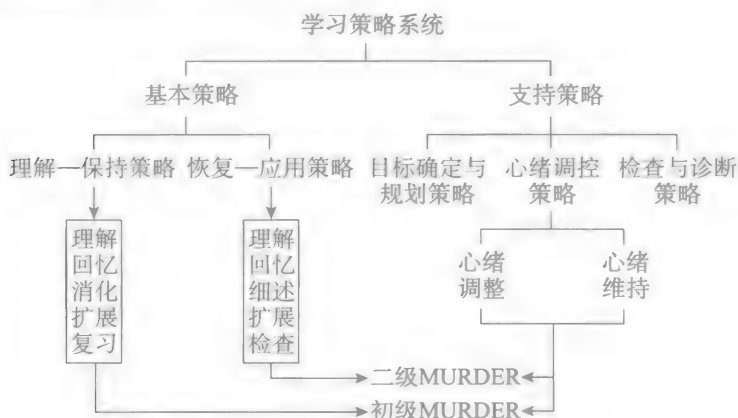 学习策略系统
基本策略
支持策略
理解—保持策略
恢复—应用策略
目标确定与
规划策略
心绪调控
策略
检查与诊断
策略
理解
回忆
消化
扩展
复习
理解
回忆
细述
扩展
检查
心绪
调整
心绪
维持
二级MURDER
初级MURDER